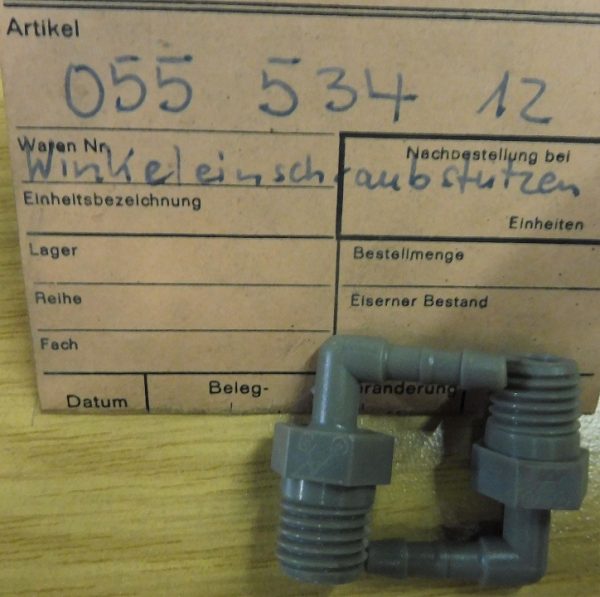 Artikel
055 534 12
Waren Nr.
Nachbestellung bei
Winkeleinschraubstutzen
Einheitsbezeichnung
Einheiten
Lager
Bestellmenge
Reihe
Eiserner Bestand
Fach
Datum
Beleg-
ränderung